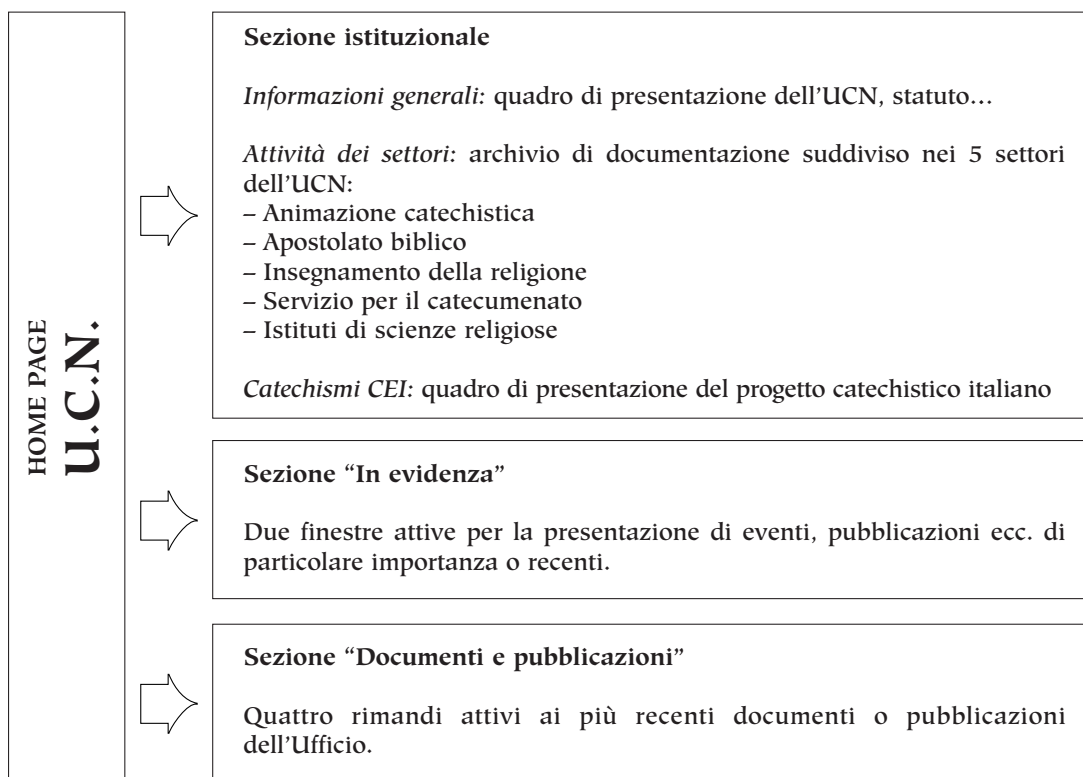 HOME PAGE
U.C.N.
Sezione istituzionale
Informazioni generali: quadro di presentazione dell'UCN, statuto…
Attività dei settori: archivio di documentazione suddiviso nei 5 settori
dell'UCN:
– Animazione catechistica
– Apostolato biblico
– Insegnamento della religione
– Servizio per il catecumenato
– Istituti di scienze religiose
Catechismi CEI: quadro di presentazione del progetto catechistico italiano
Sezione “In evidenza”
Due finestre attive per la presentazione di eventi, pubblicazioni ecc. di
particolare importanza o recenti.
Sezione “Documenti e pubblicazioni”
Quattro rimandi attivi ai più recenti documenti o pubblicazioni
dell'Ufficio.